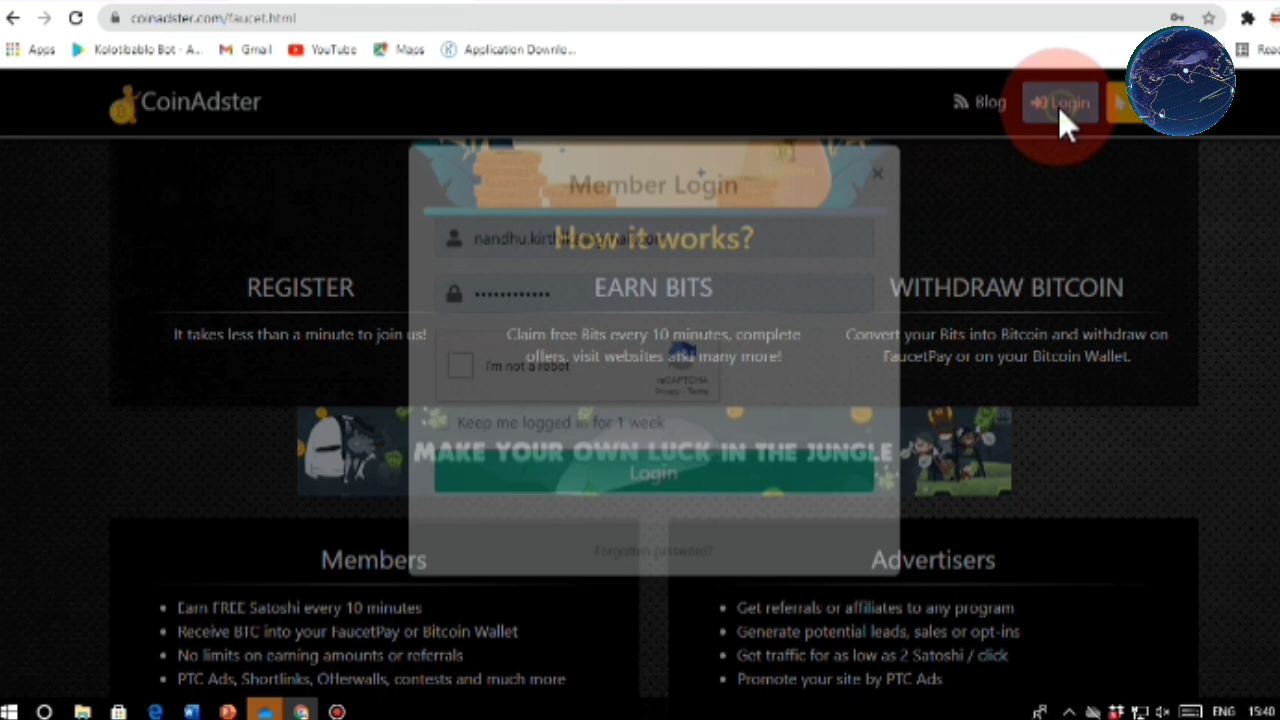 coinadster.com/faucet.html
Apps
Kolotibablo Bot - A...
Gmail
YouTube
Maps
Application Downlo...
CoinAdster
Blog
Login
Member Login
How it works?
REGISTER
EARN BITS
WITHDRAW BITCOIN
It takes less than a minute to join us!
Claim free Bits every 10 minutes, complete
offers, visit websites and many more!
Convert your Bits into Bitcoin and withdraw on
FaucetPay or on your Bitcoin Wallet.
I'm not a robot
reCAPTCHA
Privacy - Terms
Keep me logged in for 1 week
MAKE YOUR OWN LUCK IN THE JUNGLE
Login
Forgotten password?
Members
Advertisers
Earn FREE Satoshi every 10 minutes
Receive BTC into your FaucetPay or Bitcoin Wallet
No limits on earning amounts or referrals
PTC Ads, Shortlinks, Offerwalls, contests and much more
Get referrals or affiliates to any program
Generate potential leads, sales or opt-ins
Get traffic for as low as 2 Satoshi / click
Promote your site by PTC Ads
ENG
15:40